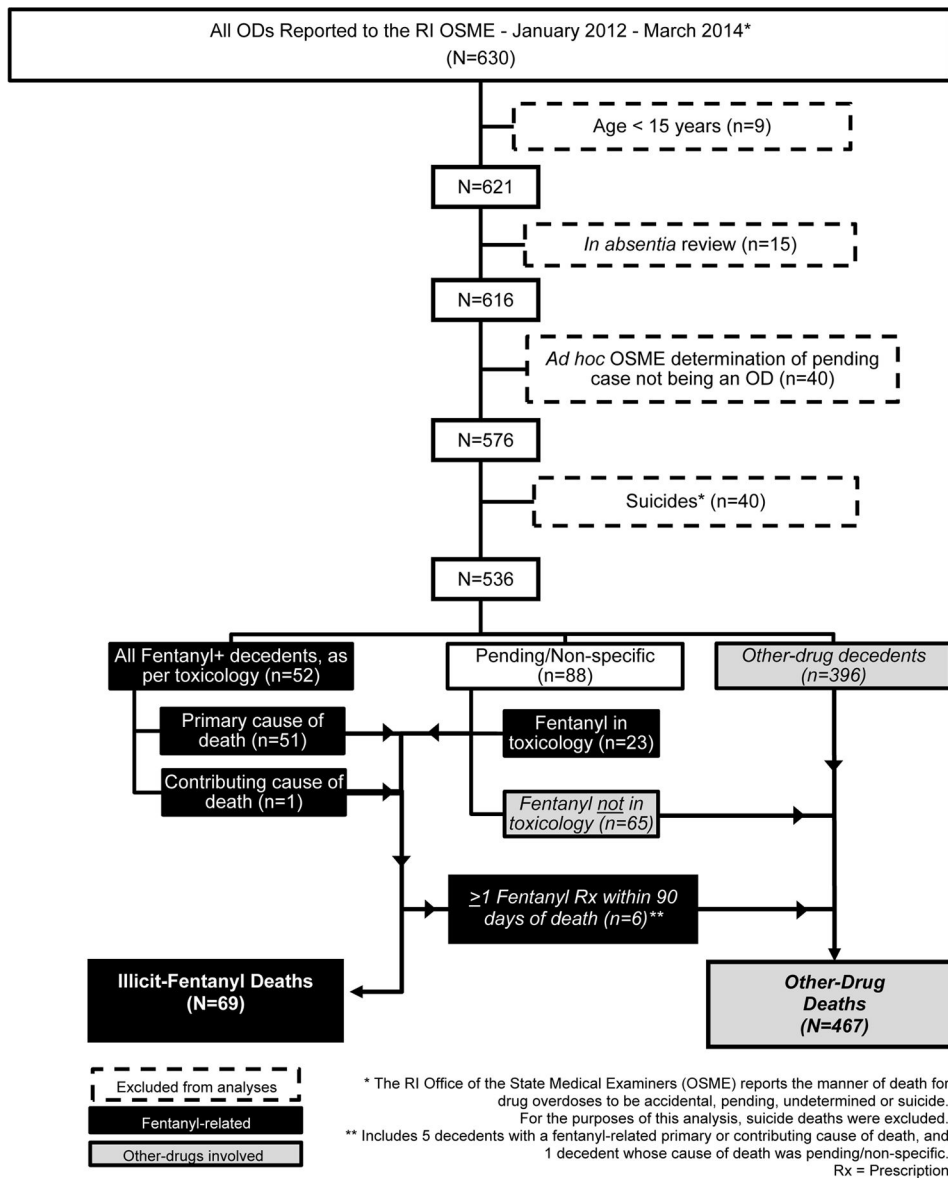 All ODs Reported to the RI OSME - January 2012 - March 2014*
(N=630)
Age < 15 years (n=9)
N=621
In absentia review (n=15)
N=616
Ad hoc OSME determination of pending
case not being an OD (n=40)
N=576
Suicides* (n=40)
N=536
All Fentanyl+ decedents, as
per toxicology (n=52)
Pending/Non-specific
(n=88)
Other-drug decedents
(n=396)
Primary cause of
death (n=51)
Fentanyl in
toxicology (n=23)
Contributing cause of
death (n=1)
Fentanyl not in
toxicology (n=65)
≥1 Fentanyl Rx within 90
days of death (n=6)**
Illicit-Fentanyl Deaths
(N=69)
Other-Drug
Deaths
(N=467)
Excluded from analyses
Fentanyl-related
Other-drugs involved
* The RI Office of the State Medical Examiners (OSME) reports the manner of death for
drug overdoses to be accidental, pending, undetermined or suicide.
For the purposes of this analysis, suicide deaths were excluded.
** Includes 5 decedents with a fentanyl-related primary or contributing cause of death, and
1 decedent whose cause of death was pending/non-specific.
Rx = Prescription